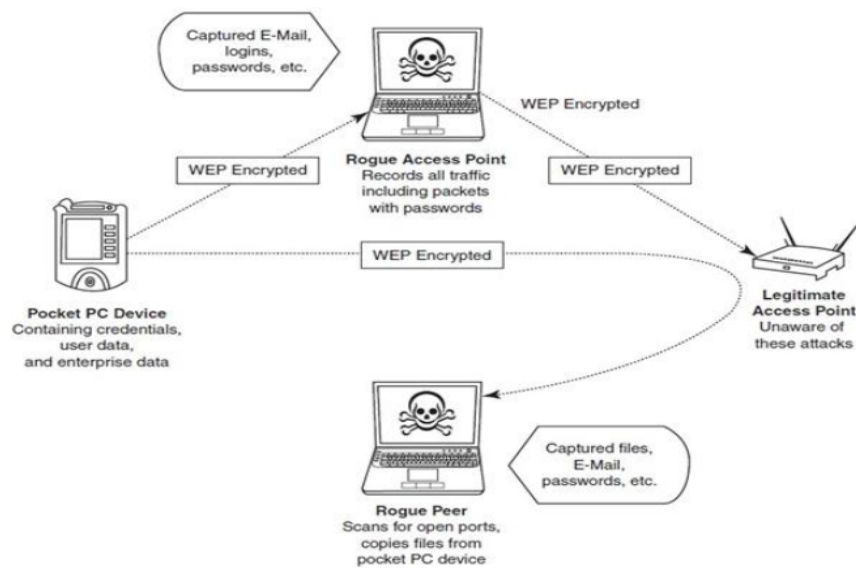 Captured E-Mail,
logins,
passwords, etc.
WEP Encrypted
WEP Encrypted
Rogue Access Point
Records all traffic
including packets
with passwords
WEP Encrypted
WEP Encrypted
Pocket PC Device
Containing credentials,
user data,
and enterprise data
Legitimate
Access Point
Unaware of
these attacks
Captured files,
E-Mail,
passwords, etc.
Rogue Peer
Scans for open ports,
copies files from
pocket PC device